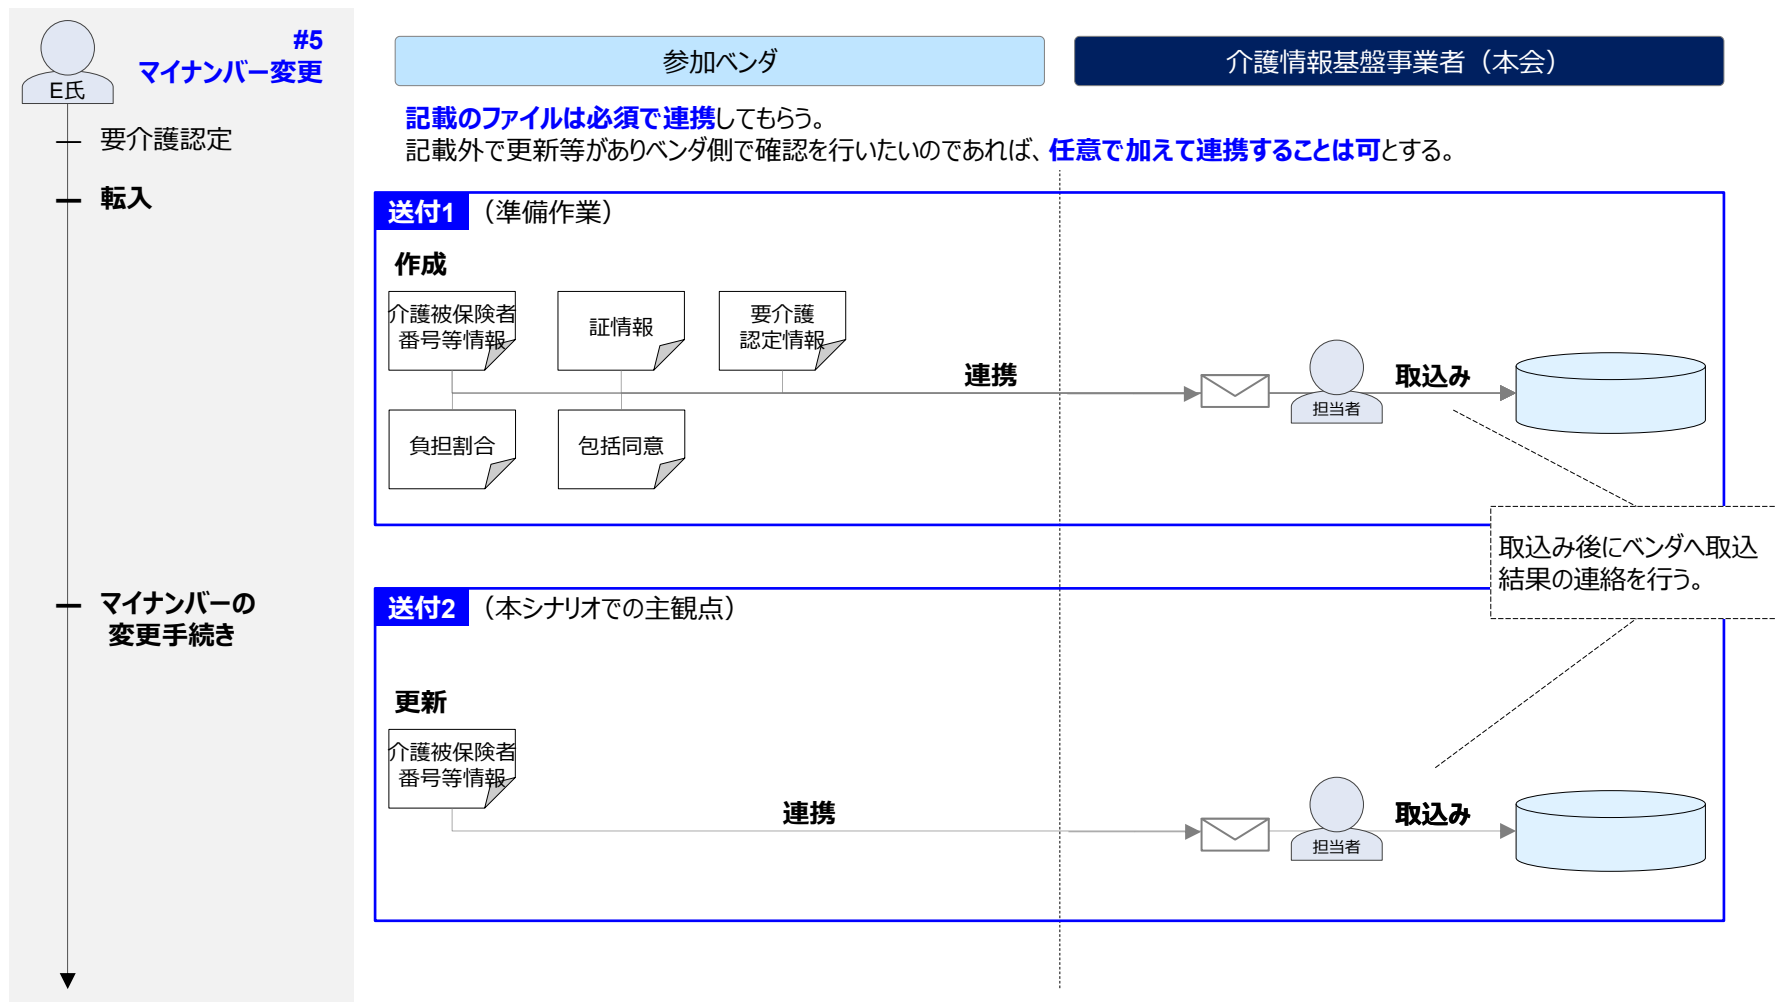 #5
マイナンバー変更
E氏
要介護認定
転入
マイナンバーの
変更手続き
参加ベンダ
介護情報基盤事業者（本会）
記載のファイルは必須で連携してもらう。
記載外で更新等がありベンダ側で確認を行いたいのであれば、任意で加えて連携することは可とする。
送付1（準備作業）
作成
介護被保険者
番号等情報
証情報
要介護
認定情報
連携
担当者
取込み
負担割合
包括同意
取込み後にベンダへ取込
結果の連絡を行う。
送付2（本シナリオでの主観点）
更新
介護被保険者
番号等情報
連携
担当者
取込み